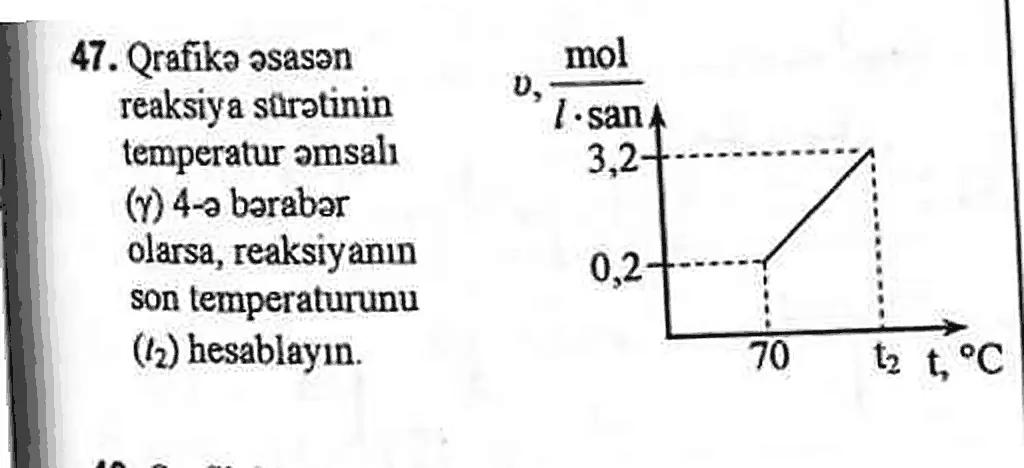 47. Qrafikə əsasən
reaksiya sürətinin
temperatur əmsalı
(γ) 4-ə bərabər
olarsa, reaksiyanın
son temperaturunu
(t₂) hesablayın.
υ, mol
l · san
3,2
0,2
70
t₂
t, °C